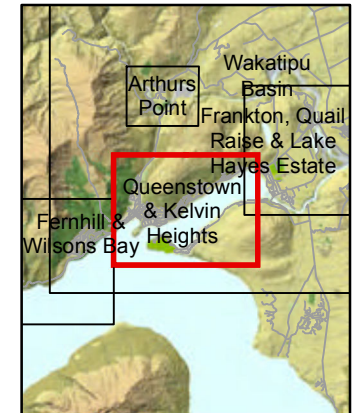 Wakatipu
Basin
Arthurs
Point
Frankton, Quail
Raise & Lake
Hayes Estate
Queenstown
& Kelvin
Heights
Fernhill &
Wilsons Bay